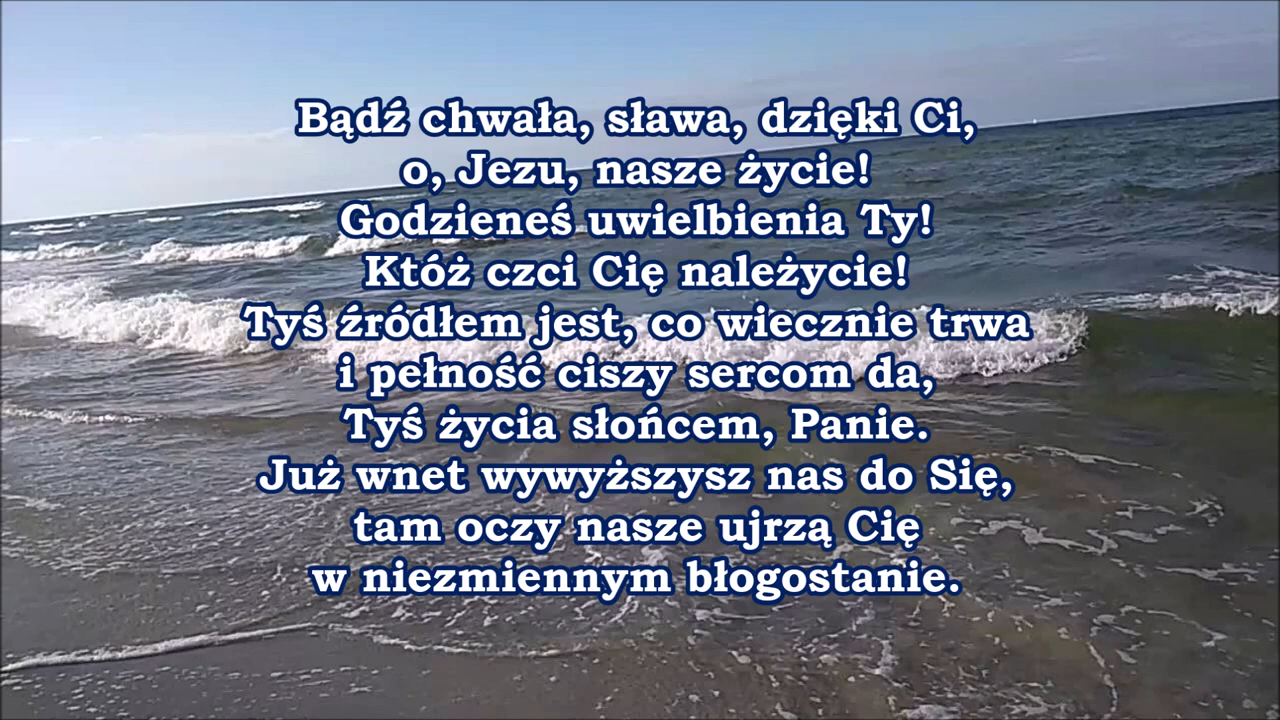 Bądź chwała, sława, dzięki Ci,
o, Jezu, nasze życie!
Godzieneś uwielbienia Ty!
Któż czci Cię należycie!
Tyś źródłem jest, co wiecznie trwa
i pełność ciszy sercom da,
Tyś życia słońcem, Panie.
Już wnet wywyższysz nas do Się,
tam oczy nasze ujrzą Cię
w niezmiennym błogostanie.